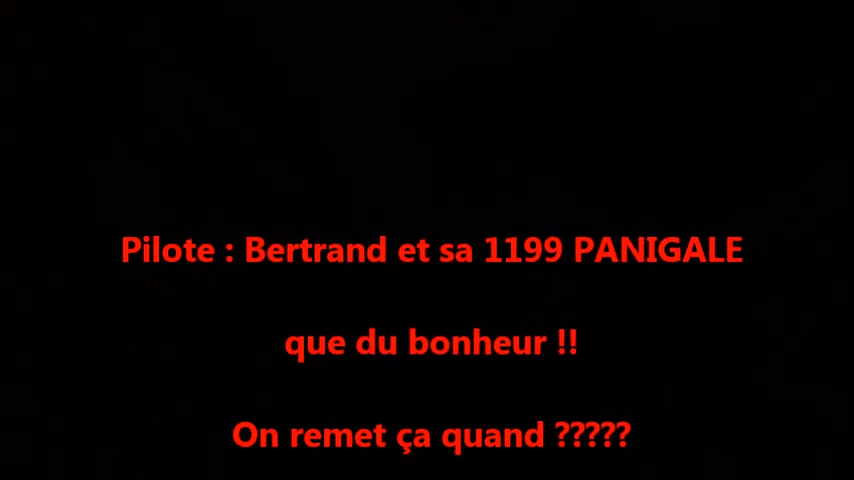 Pilote : Bertrand et sa 1199 PANIGALE
que du bonheur !!
On remet ça quand ?????